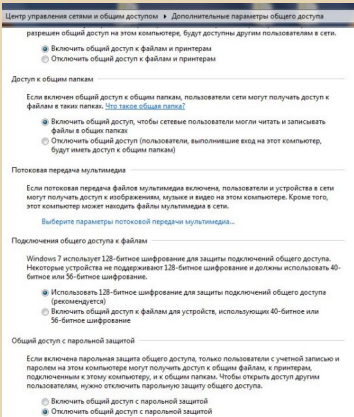 Центр управления сетями и общим доступом ▸ Дополнительные параметры общего доступа
разрешен общий доступ на этом компьютере, будут доступны другим пользователям в сети.
Включить общий доступ к файлам и принтерам
Отключить общий доступ к файлам и принтерам
Доступ к общим папкам
Если включен общий доступ к общим папкам, пользователи сети могут получать доступ к
файлам в таких папках. Что такое общая папка?
Включить общий доступ, чтобы сетевые пользователи могли читать и записывать
файлы в общих папках
Отключить общий доступ (пользователи, выполнившие вход на этот компьютер,
будут иметь доступ к общим папкам)
Потоковая передача мультимедиа
Если потоковая передача файлов мультимедиа включена, пользователи и устройства в сети
могут получать доступ к изображениям, музыке и видео на этом компьютере. Кроме того,
этот компьютер может находить файлы мультимедиа в сети.
Выберите параметры потоковой передачи мультимедиа...
Подключения общего доступа к файлам
Windows 7 использует 128-битное шифрование для защиты подключений общего доступа.
Некоторые устройства не поддерживают 128-битное шифрование и должны использовать 40-
битное или 56-битное шифрование.
Использовать 128-битное шифрование для защиты подключений общего доступа
(рекомендуется)
Включить общий доступ к файлам для устройств, использующих 40-битное или
56-битное шифрование
Общий доступ с парольной защитой
Если включена парольная защита общего доступа, только пользователи с учетной записью и
паролем на этом компьютере могут получить доступ к общим файлам, к принтерам,
подключенным к этому компьютеру, и к общим папкам. Чтобы открыть доступ другим
пользователям, нужно отключить парольную защиту общего доступа.
Включить общий доступ с парольной защитой
Отключить общий доступ с парольной защитой